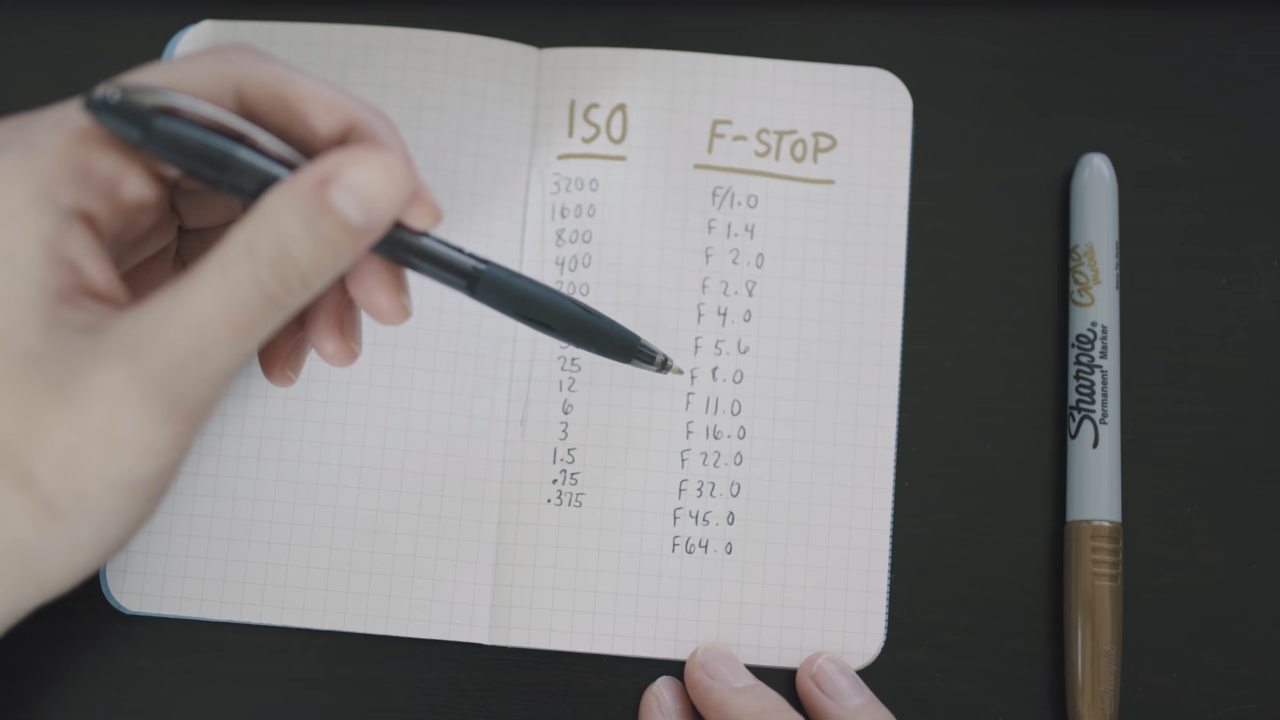 ISO
3200
1600
800
400
200
25
12
6
3
1.5
.75
.375
F-STOP
F/1.0
F 1.4
F 2.0
F 2.8
F 4.0
F 5.6
F 8.0
F 11.0
F 16.0
F 22.0
F 32.0
F 45.0
F 64.0
Sharpie®
Permanent Marker